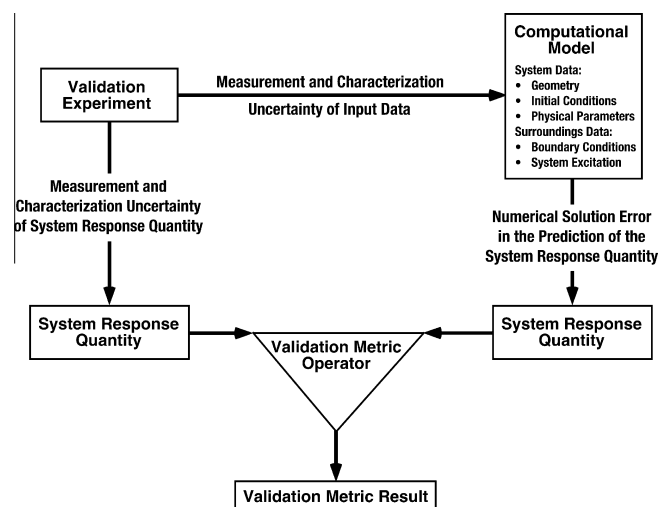 Computational
Model
System Data:
• Geometry
• Initial Conditions
• Physical Parameters
Surroundings Data:
• Boundary Conditions
• System Excitation
Validation
Experiment
Measurement and Characterization
Uncertainty of Input Data
Measurement and
Characterization Uncertainty
of System Response Quantity
Numerical Solution Error
in the Prediction of the
System Response Quantity
System Response
Quantity
Validation Metric
Operator
System Response
Quantity
Validation Metric Result